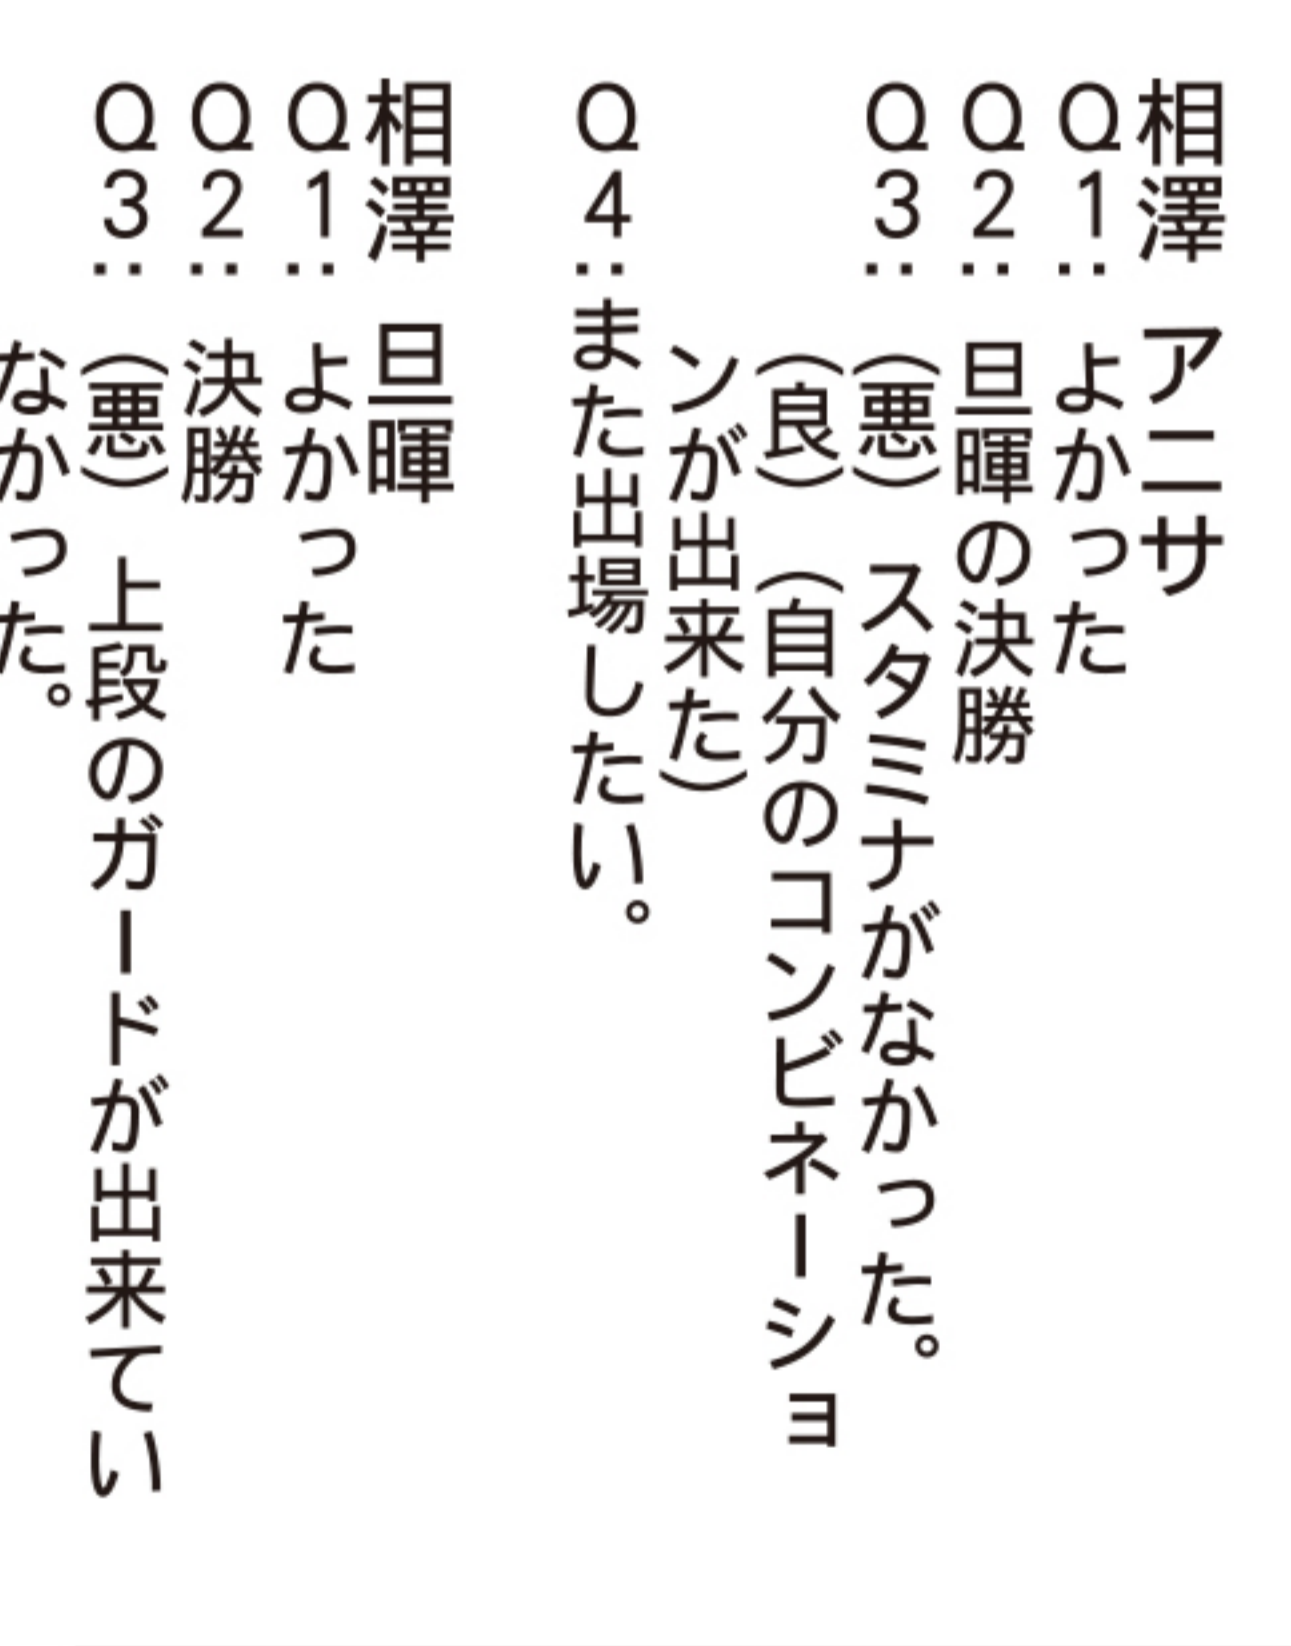 相澤　アニサ
Q1：よかった
Q2：旦暉の決勝
Q3：（悪）　スタミナがなかった。
（良）　（自分のコンビネーショ
ンが出来た）
Q4：また出場したい。
相澤　旦暉
Q1：よかった
Q2：決勝
Q3：（悪）　上段のガードが出来てい
なかった。